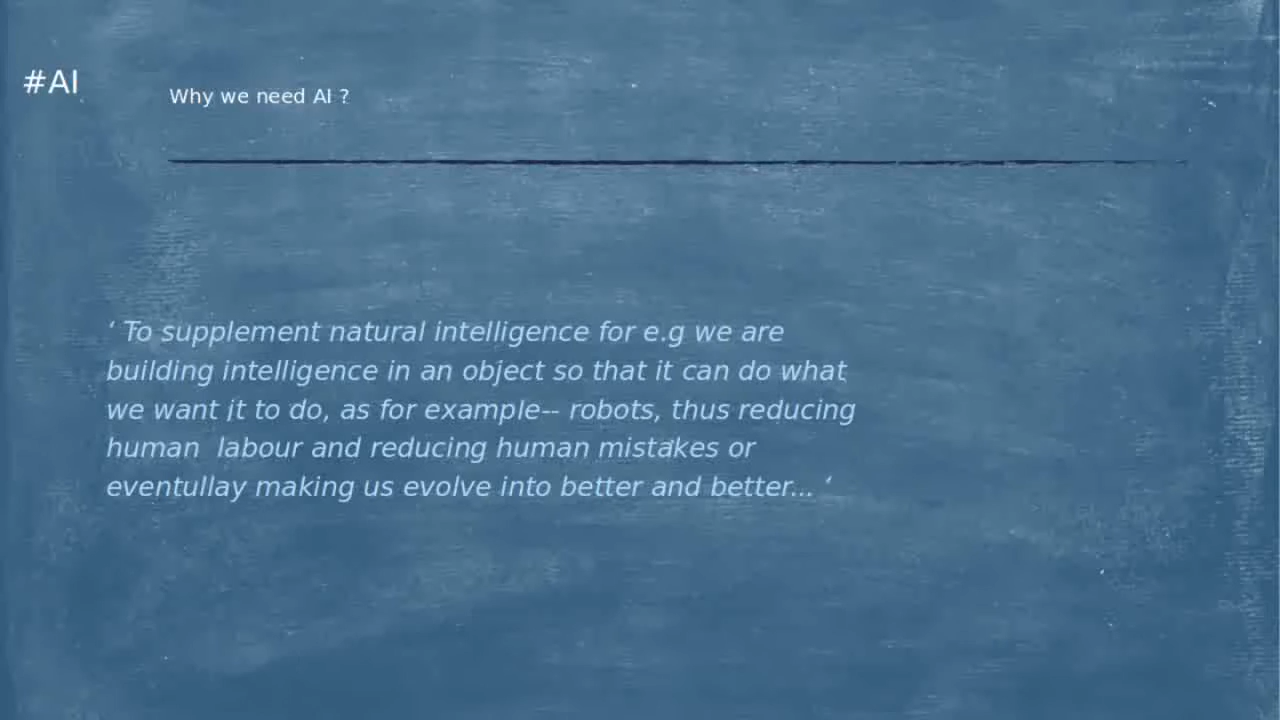 #AI
Why we need AI ?
‘ To supplement natural intelligence for e.g we are
building intelligence in an object so that it can do what
we want it to do, as for example-- robots, thus reducing
human  labour and reducing human mistakes or
eventullay making us evolve into better and better... ‘